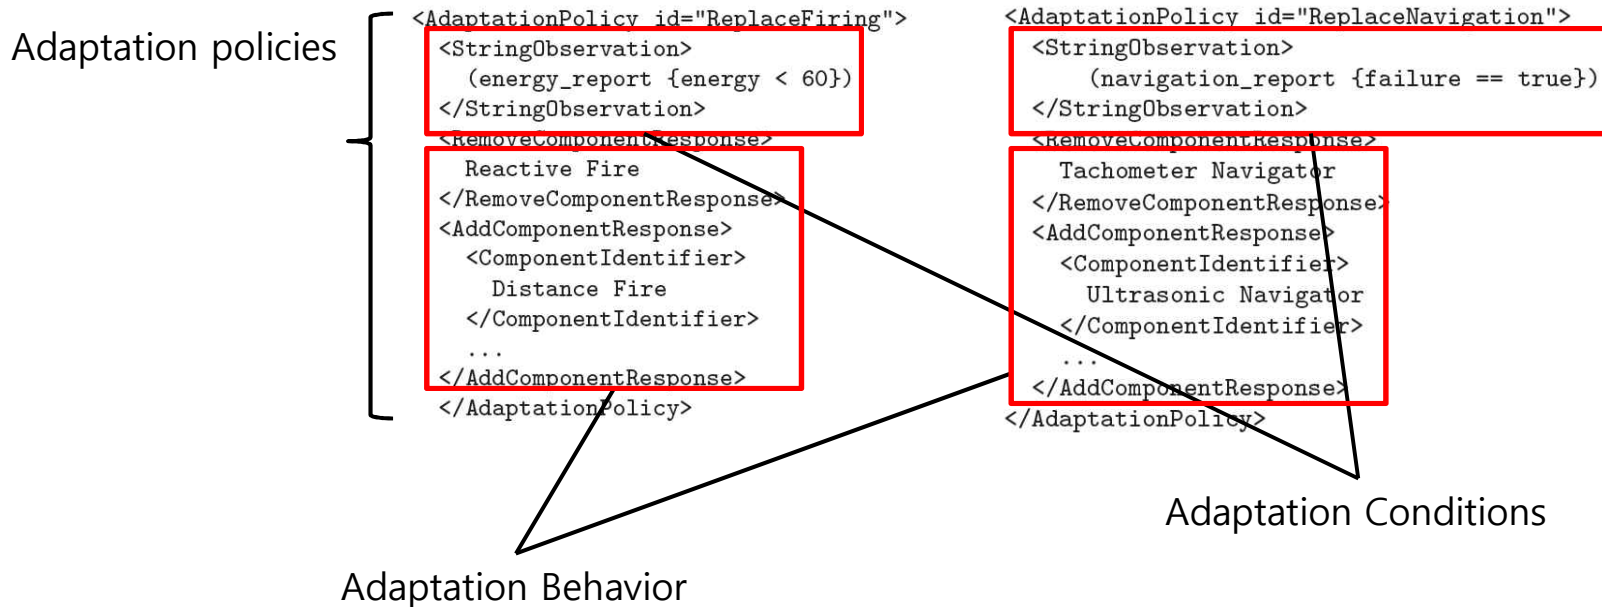 Adaptation policies
<AdaptationPolicy id="ReplaceFiring">
<StringObservation>
(energy_report {energy < 60})
</StringObservation>
<RemoveComponentResponse>
Reactive Fire
</RemoveComponentResponse>
<AddComponentResponse>
<ComponentIdentifier>
Distance Fire
</ComponentIdentifier>
...
</AddComponentResponse>
</AdaptationPolicy>
<AdaptationPolicy id="ReplaceNavigation">
<StringObservation>
(navigation_report {failure == true})
</StringObservation>
<RemoveComponentResponse>
Tachometer Navigator
</RemoveComponentResponse>
<AddComponentResponse>
<ComponentIdentifier>
Ultrasonic Navigator
</ComponentIdentifier>
...
</AddComponentResponse>
</AdaptationPolicy>
Adaptation Conditions
Adaptation Behavior